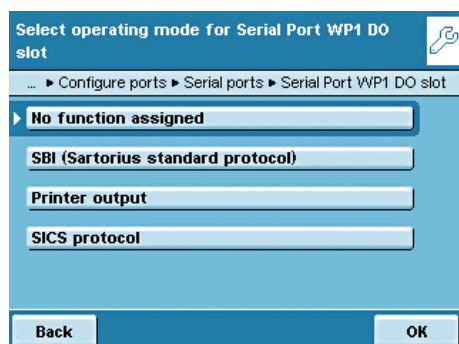 Select operating mode for Serial Port WP1 DO
slot
... ▸ Configure ports ▸ Serial ports ▸ Serial Port WP1 DO slot
No function assigned
SBI (Sartorius standard protocol)
Printer output
SICS protocol
Back OK